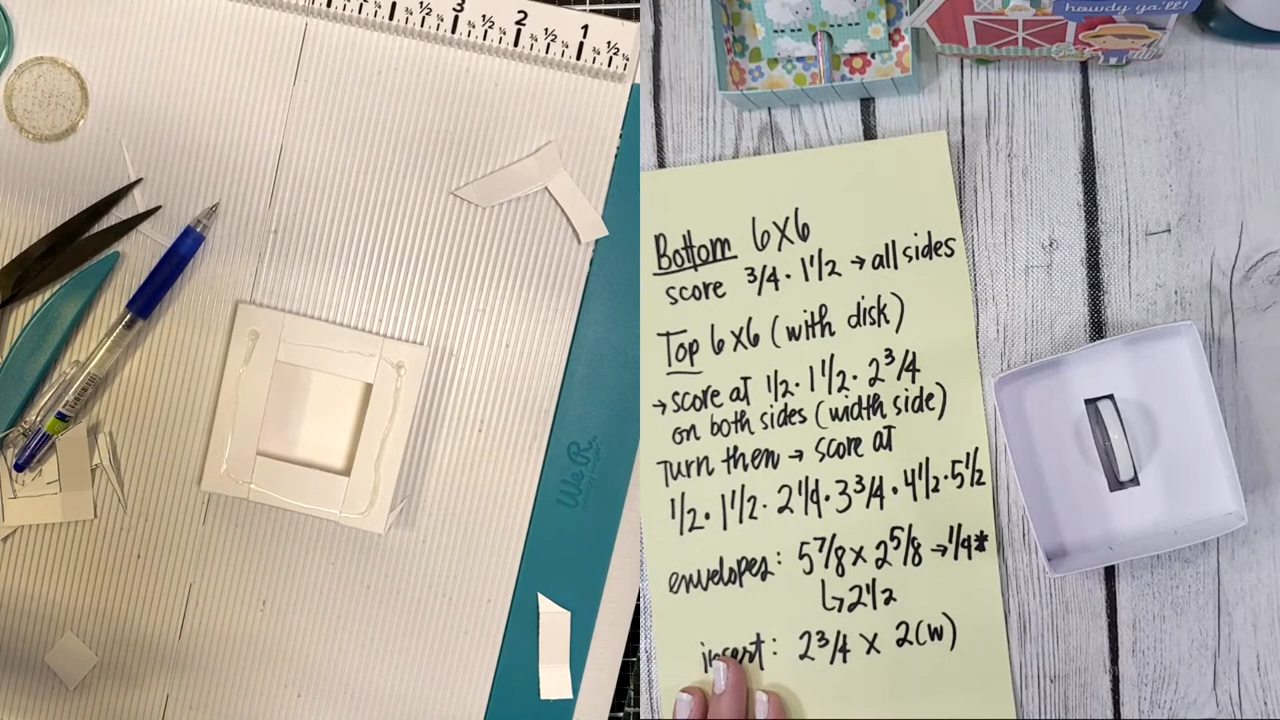 3 ½ 2 ½ 1 ½
We R
howdy ya'll!
Bottom 6X6
score 3/4 · 1 1/2 → all sides
Top 6X6 (with disk)
→ score at 1/2 · 1 1/2 · 2 3/4
on both sides (width side)
Turn then → score at
1/2 · 1 1/2 · 2 1/4 · 3 3/4 · 4 1/2 · 5 1/2
envelopes: 5 7/8 x 2 5/8 → 1/4*
↳ 2 1/2
insert: 2 3/4 X 2(w)